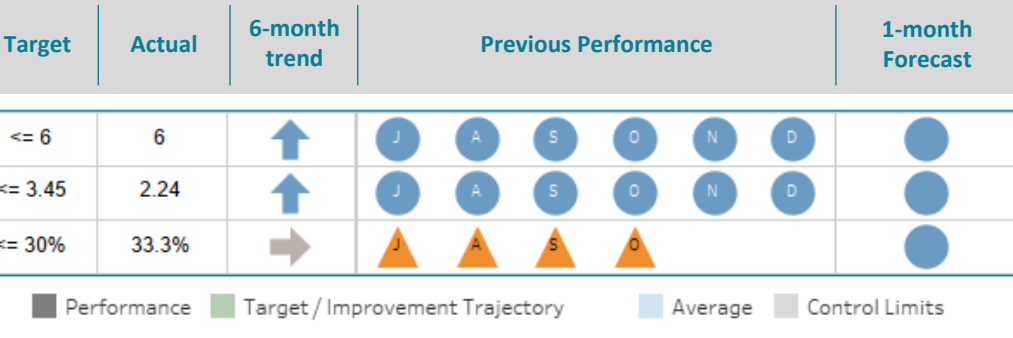 Target Actual 6-month trend Previous Performance 1-month Forecast
<= 6 6 J A S O N D
<= 3.45 2.24 J A S O N D
<= 30% 33.3% J A S O
Performance Target / Improvement Trajectory Average Control Limits